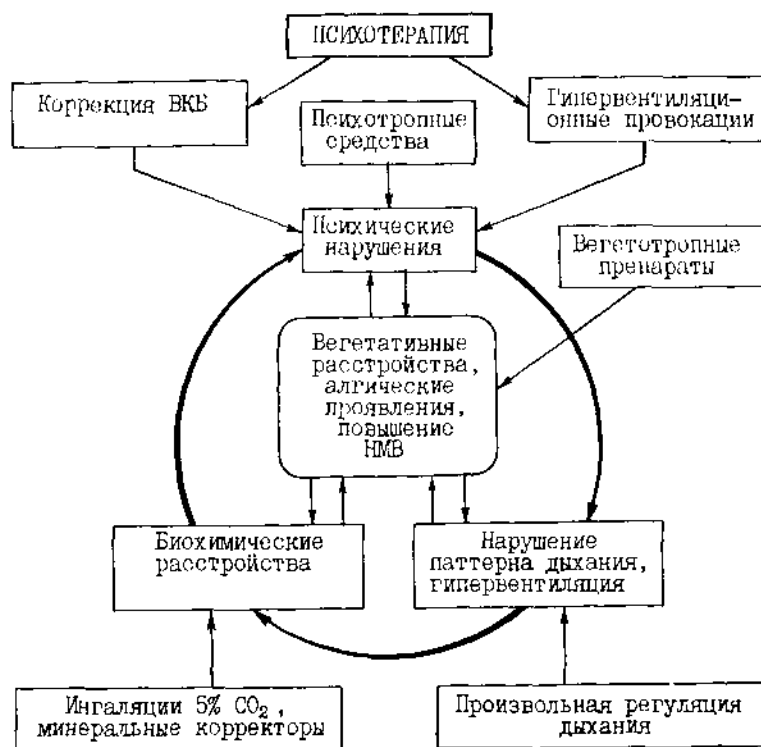 ПСИХОТЕРАПИЯ
Коррекция ВКБ
Гипервентиляци-
онные провокации
Психотропные
средства
Психические
нарушения
Вегетотропные
препараты
Вегетативные
расстройства,
алгические
проявления,
повышение
НМВ
Биохимические
расстройства
Нарушение
паттерна дыхания,
гипервентиляция
Ингаляции 5% CO₂,
минеральные корректоры
Произвольная регуляция
дыхания